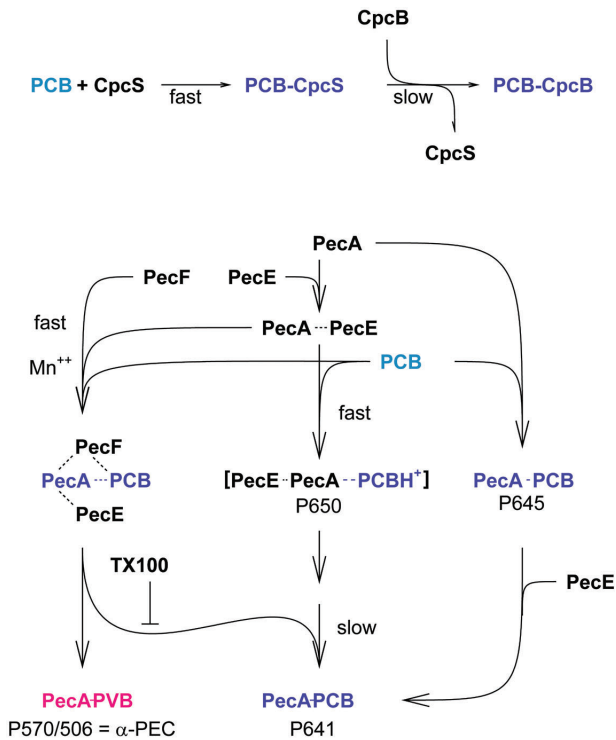 CpcB
PCB + CpcS fast PCB-CpcS slow PCB-CpcB
CpcS
PecA
PecF PecE
fast
PecA PecE
Mn++
PCB
fast
PecF
PecA PCB
PecE
[PecE PecA PCBH+]
P650
PecA PCB
P645
TX100
PecE
slow
PecA-PVB
P570/506 = α-PEC
PecA-PCB
P641